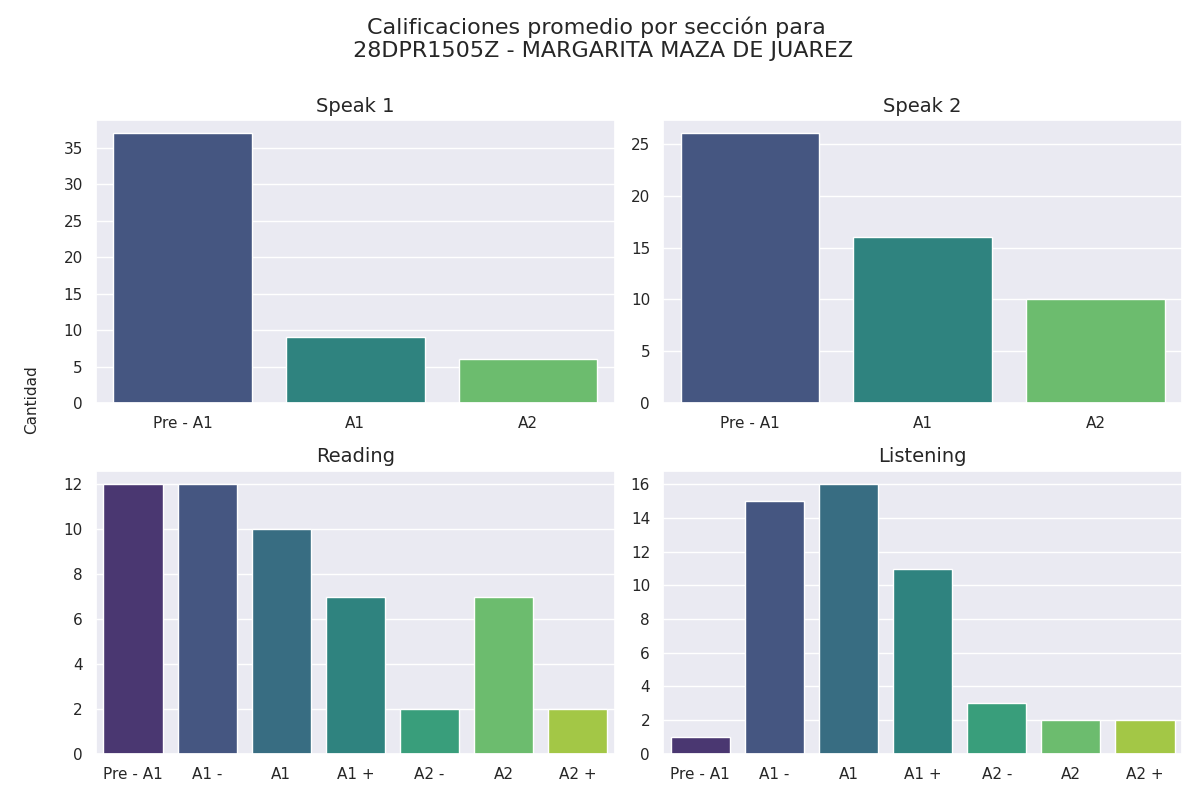 Calificaciones promedio por sección para
28DPR1505Z - MARGARITA MAZA DE JUAREZ
Speak 1
35
30
25
20
15
10
5
0
Pre - A1 A1 A2
Speak 2
25
20
15
10
5
0
Pre - A1 A1 A2
Cantidad
Reading
12
10
8
6
4
2
0
Pre - A1 A1 - A1 A1 + A2 - A2 A2 +
Listening
16
14
12
10
8
6
4
2
0
Pre - A1 A1 - A1 A1 + A2 - A2 A2 +